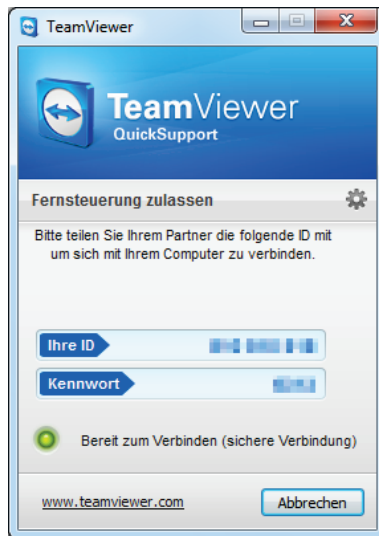 TeamViewer
TeamViewer
QuickSupport
Fernsteuerung zulassen
Bitte teilen Sie Ihrem Partner die folgende ID mit
um sich mit Ihrem Computer zu verbinden.
Ihre ID
Kennwort
Bereit zum Verbinden (sichere Verbindung)
www.teamviewer.com
Abbrechen